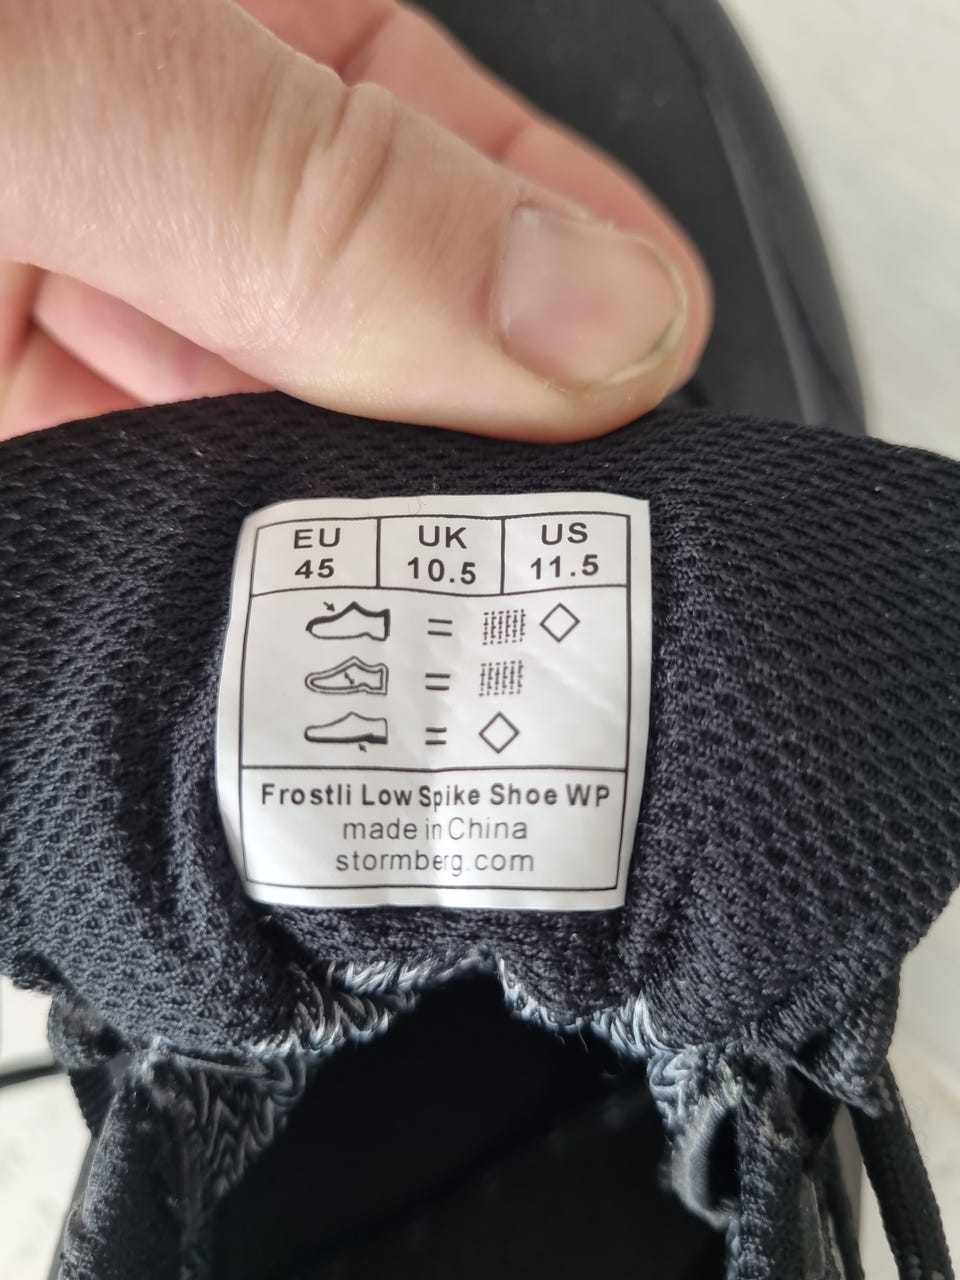 EU UK US
45 10.5 11.5
=
=
=
Frostli Low Spike Shoe WP
made in China
stormberg.com